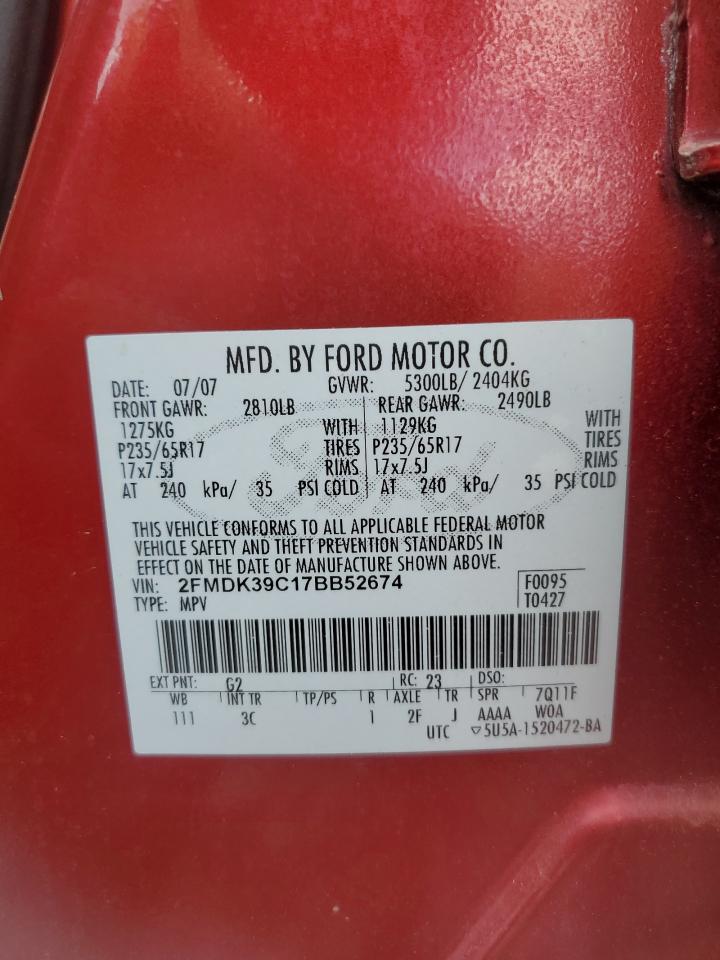 MFD. BY FORD MOTOR CO.
DATE: 07/07 GVWR: 5300LB/ 2404KG
FRONT GAWR: 2810LB REAR GAWR: 2490LB
1275KG WITH 1129KG WITH
P235/65R17 TIRES P235/65R17 TIRES
17x7.5J RIMS 17x7.5J RIMS
AT 240 kPa/ 35 PSI COLD AT 240 kPa/ 35 PSI COLD
THIS VEHICLE CONFORMS TO ALL APPLICABLE FEDERAL MOTOR
VEHICLE SAFETY AND THEFT PREVENTION STANDARDS IN
EFFECT ON THE DATE OF MANUFACTURE SHOWN ABOVE.
VIN: 2FMDK39C17BB52674 F0095
TYPE: MPV T0427
EXT PNT: G2 RC: 23 DSO:
WB INT TR TP/PS R AXLE TR SPR 7Q11F
111 3C 1 2F J AAAA WOA
UTC ▽5U5A-1520472-BA